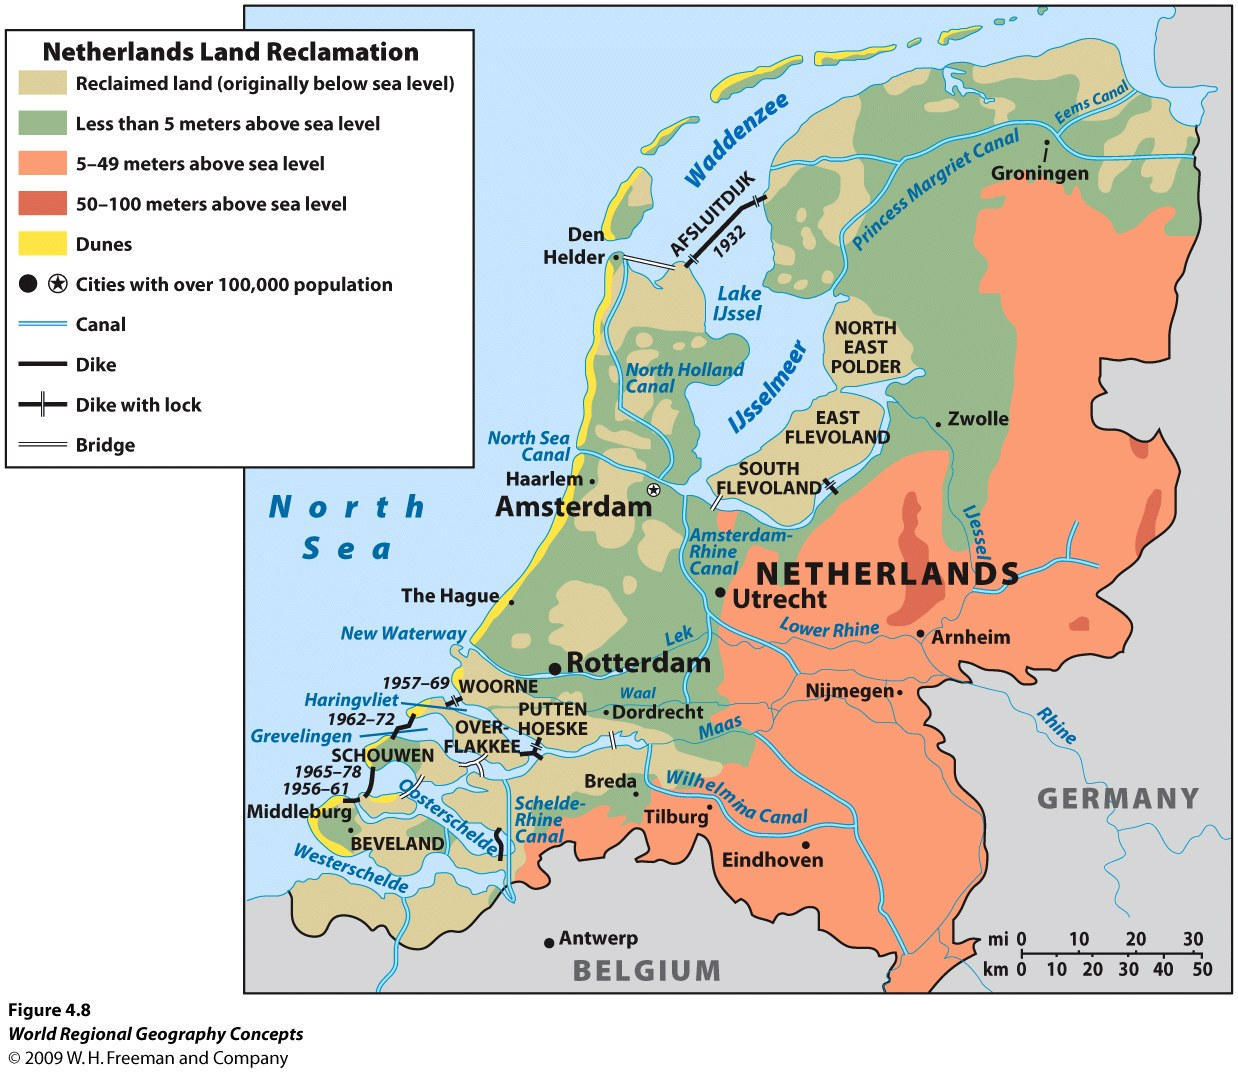 Netherlands Land Reclamation
Reclaimed land (originally below sea level)
Less than 5 meters above sea level
5–49 meters above sea level
50–100 meters above sea level
Dunes
Cities with over 100,000 population
Canal
Dike
Dike with lock
Bridge
Waddenzee
Eems Canal
Princess Margriet Canal
Groningen
AFSLUITDIJK
1932
Den
Helder
Lake
IJssel
NORTH
EAST
POLDER
North Holland
Canal
IJsselmeer
EAST
FLEVOLAND
Zwolle
North Sea
Canal
SOUTH
FLEVOLAND
Haarlem
Amsterdam
North
Sea
Amsterdam-
Rhine
Canal
IJessel
NETHERLANDS
The Hague
Utrecht
New Waterway
Lek
Lower Rhine
Arnheim
Rotterdam
1957–69
WOORNE
Haringvliet
Waal
Nijmegen
1962–72
PUTTEN
HOESKE
Dordrecht
Grevelingen
OVER-
FLAKKEE
Maas
Rhine
SCHOUWEN
1965–78
1956–61
Oosterschelde
Breda
Wilhelmina Canal
GERMANY
Middleburg
Schelde-
Rhine
Canal
Tilburg
BEVELAND
Eindhoven
Westerschelde
Antwerp
BELGIUM
mi 0 10 20 30
km 0 10 20 30 40 50
Figure 4.8
World Regional Geography Concepts
© 2009 W. H. Freeman and Company